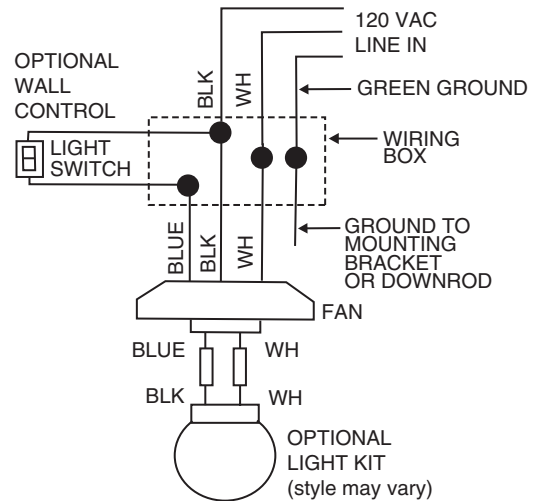 120 VAC
LINE IN
OPTIONAL
WALL
CONTROL
BLK
WH
GREEN GROUND
LIGHT
SWITCH
WIRING
BOX
BLUE
BLK
WH
GROUND TO
MOUNTING
BRACKET
OR DOWNROD
FAN
BLUE
WH
BLK
WH
OPTIONAL
LIGHT KIT
(style may vary)